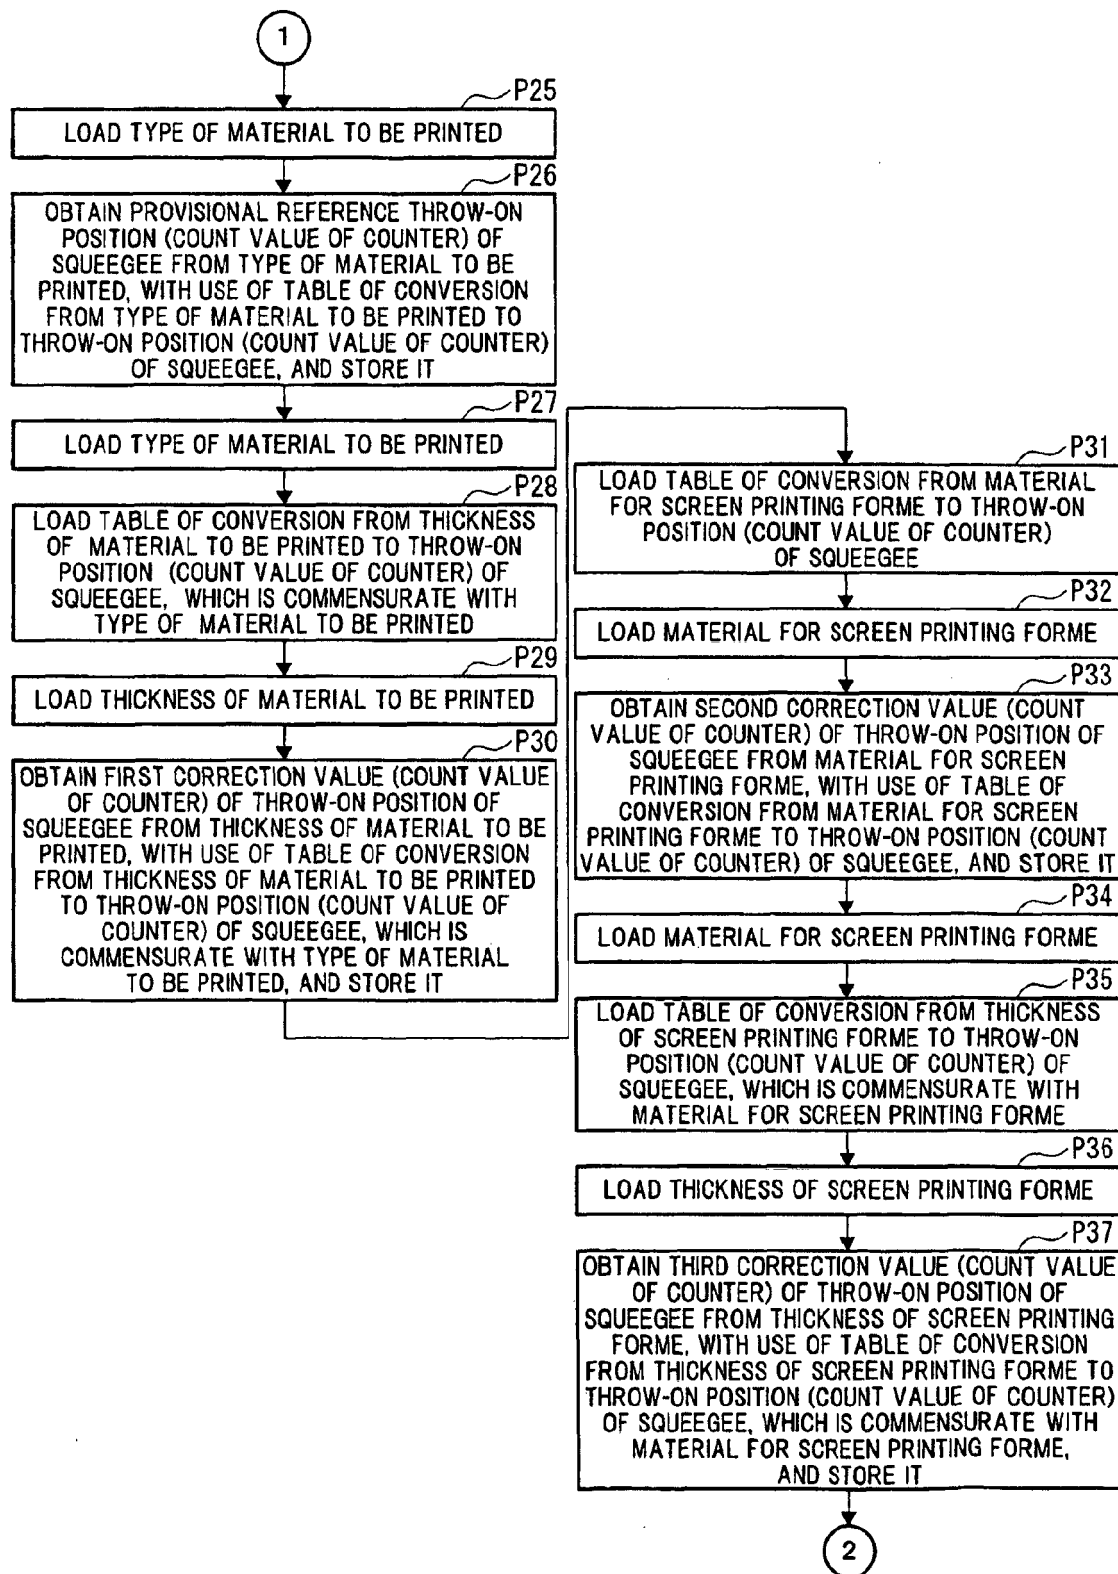 1
P25
LOAD TYPE OF MATERIAL TO BE PRINTED
P26
OBTAIN PROVISIONAL REFERENCE THROW-ON
POSITION (COUNT VALUE OF COUNTER) OF
SQUEEGEE FROM TYPE OF MATERIAL TO BE
PRINTED, WITH USE OF TABLE OF CONVERSION
FROM TYPE OF MATERIAL TO BE PRINTED TO
THROW-ON POSITION (COUNT VALUE OF COUNTER)
OF SQUEEGEE, AND STORE IT
P27
LOAD TYPE OF MATERIAL TO BE PRINTED
P28
LOAD TABLE OF CONVERSION FROM THICKNESS
OF MATERIAL TO BE PRINTED TO THROW-ON
POSITION (COUNT VALUE OF COUNTER) OF
SQUEEGEE, WHICH IS COMMENSURATE WITH
TYPE OF MATERIAL TO BE PRINTED
P29
LOAD THICKNESS OF MATERIAL TO BE PRINTED
P30
OBTAIN FIRST CORRECTION VALUE (COUNT VALUE
OF COUNTER) OF THROW-ON POSITION OF
SQUEEGEE FROM THICKNESS OF MATERIAL TO BE
PRINTED, WITH USE OF TABLE OF CONVERSION
FROM THICKNESS OF MATERIAL TO BE PRINTED
TO THROW-ON POSITION (COUNT VALUE OF
COUNTER) OF SQUEEGEE, WHICH IS
COMMENSURATE WITH TYPE OF MATERIAL
TO BE PRINTED, AND STORE IT
P31
LOAD TABLE OF CONVERSION FROM MATERIAL
FOR SCREEN PRINTING FORME TO THROW-ON
POSITION (COUNT VALUE OF COUNTER)
OF SQUEEGEE
P32
LOAD MATERIAL FOR SCREEN PRINTING FORME
P33
OBTAIN SECOND CORRECTION VALUE (COUNT
VALUE OF COUNTER) OF THROW-ON POSITION OF
SQUEEGEE FROM MATERIAL FOR SCREEN
PRINTING FORME, WITH USE OF TABLE OF
CONVERSION FROM MATERIAL FOR SCREEN
PRINTING FORME TO THROW-ON POSITION (COUNT
VALUE OF COUNTER) OF SQUEEGEE, AND STORE IT
P34
LOAD MATERIAL FOR SCREEN PRINTING FORME
P35
LOAD TABLE OF CONVERSION FROM THICKNESS
OF SCREEN PRINTING FORME TO THROW-ON
POSITION (COUNT VALUE OF COUNTER) OF
SQUEEGEE, WHICH IS COMMENSURATE WITH
MATERIAL FOR SCREEN PRINTING FORME
P36
LOAD THICKNESS OF SCREEN PRINTING FORME
P37
OBTAIN THIRD CORRECTION VALUE (COUNT VALUE
OF COUNTER) OF THROW-ON POSITION OF
SQUEEGEE FROM THICKNESS OF SCREEN PRINTING
FORME, WITH USE OF TABLE OF CONVERSION
FROM THICKNESS OF SCREEN PRINTING FORME TO
THROW-ON POSITION (COUNT VALUE OF COUNTER)
OF SQUEEGEE, WHICH IS COMMENSURATE WITH
MATERIAL FOR SCREEN PRINTING FORME,
AND STORE IT
2